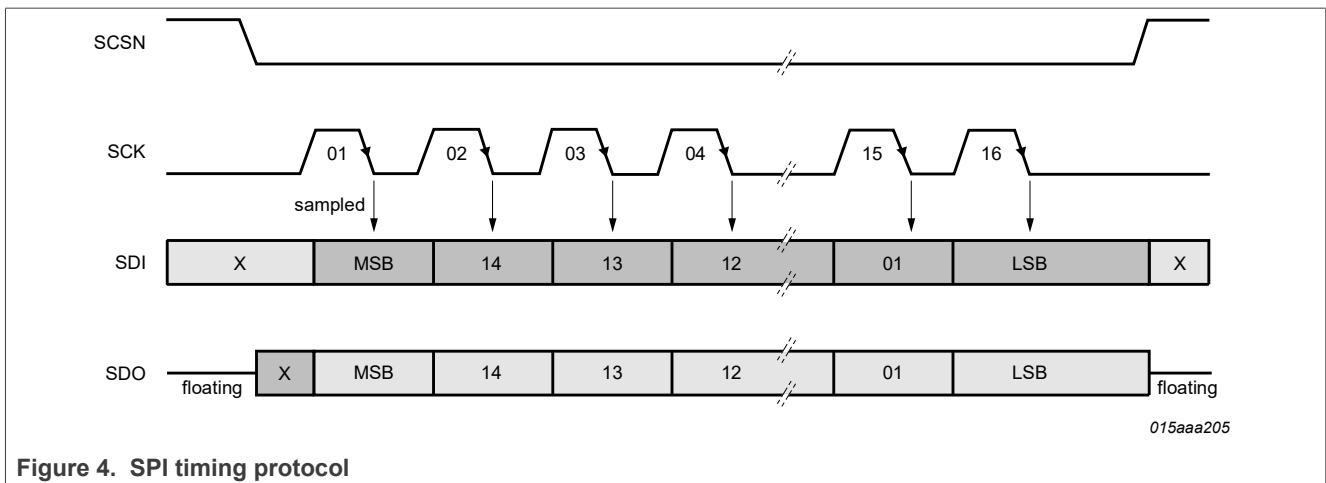 SCSN
SCK
01 02 03 04 15 16
sampled
SDI
X MSB 14 13 12 01 LSB X
SDO
floating X MSB 14 13 12 01 LSB floating
015aaa205
Figure 4. SPI timing protocol